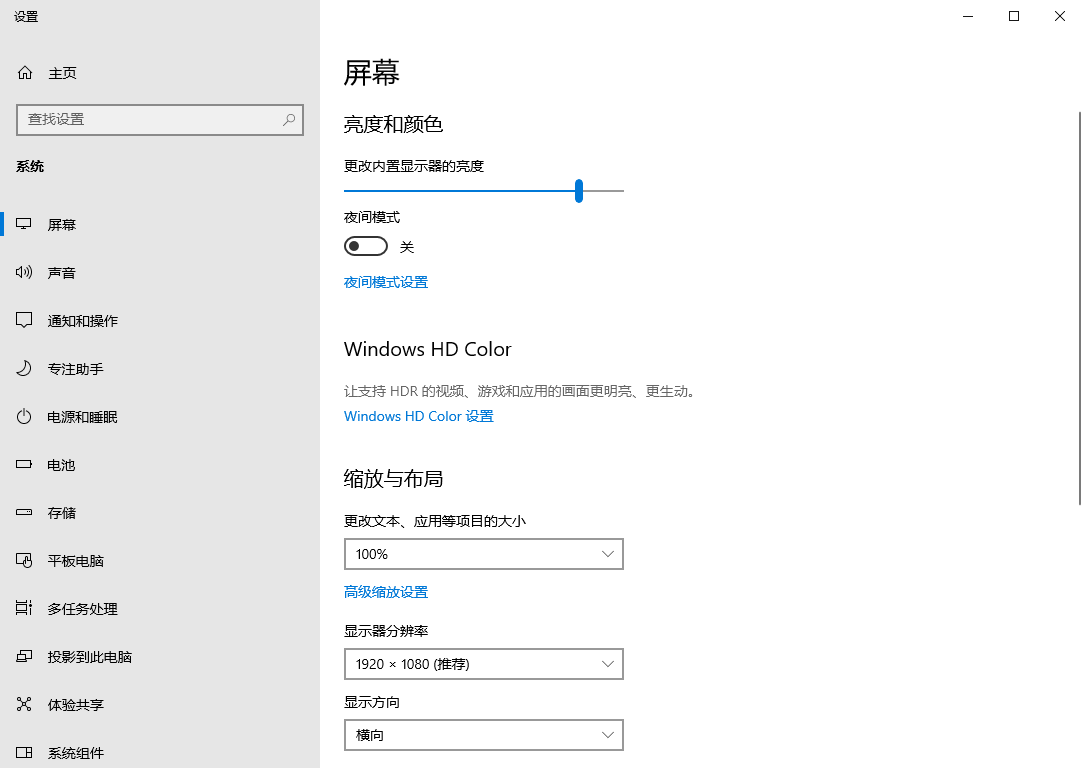 设置
主页
查找设置
系统
屏幕
声音
通知和操作
专注助手
电源和睡眠
电池
存储
平板电脑
多任务处理
投影到此电脑
体验共享
系统组件
屏幕
亮度和颜色
更改内置显示器的亮度
夜间模式
关
夜间模式设置
Windows HD Color
让支持 HDR 的视频、游戏和应用的画面更明亮、更生动。
Windows HD Color 设置
缩放与布局
更改文本、应用等项目的大小
100%
高级缩放设置
显示器分辨率
1920 × 1080 (推荐)
显示方向
横向